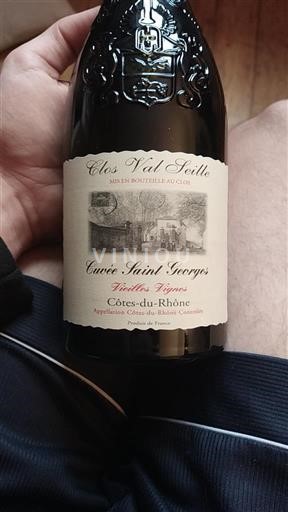 Clos Val Seille
MIS EN BOUTEILLE AU CLOS
VIVINO
Cuvée Saint Georges
Vieilles Vignes
Côtes-du-Rhône
Appellation Côtes-du-Rhône Contrôlée
Produit de France